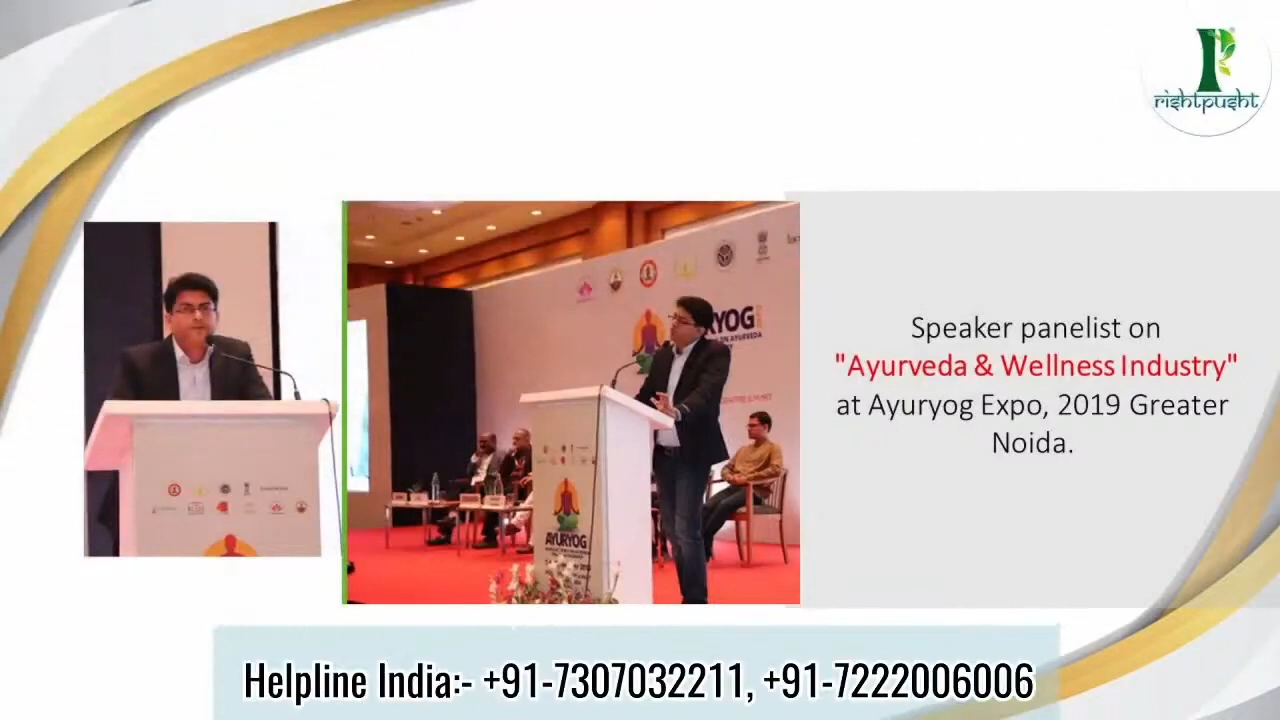 rishtpusht
Speaker panelist on
"Ayurveda & Wellness Industry"
at Ayuryog Expo, 2019 Greater
Noida.
AYURYOG
Helpline India:- +91-7307032211, +91-7222006006